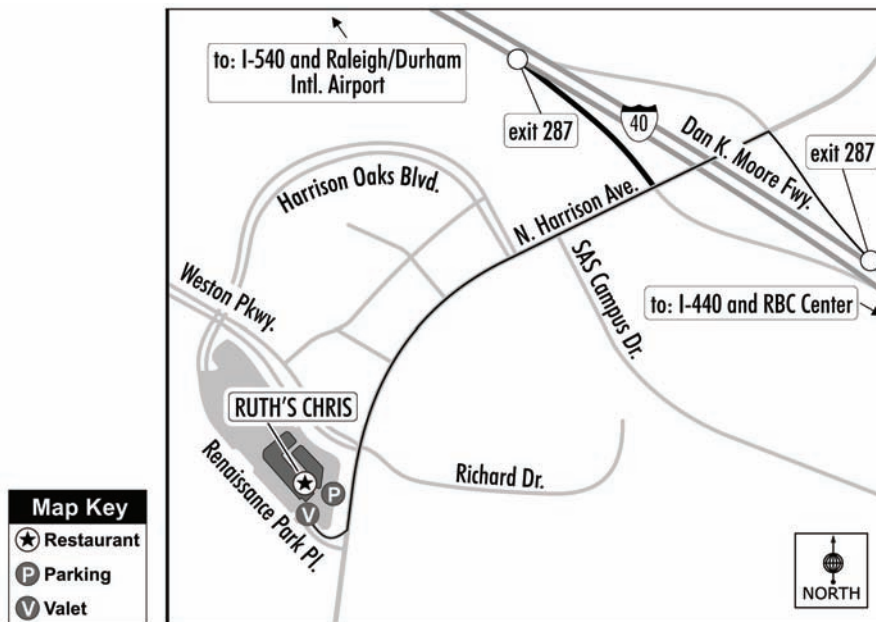 to: I-540 and Raleigh/Durham
Intl. Airport
exit 287
40
Dan K. Moore Fwy.
exit 287
Harrison Oaks Blvd.
N. Harrison Ave.
SAS Campus Dr.
to: I-440 and RBC Center
Weston Pkwy.
RUTH'S CHRIS
Renaissance Park Pl.
P
V
Richard Dr.
Map Key
Restaurant
P Parking
V Valet
NORTH